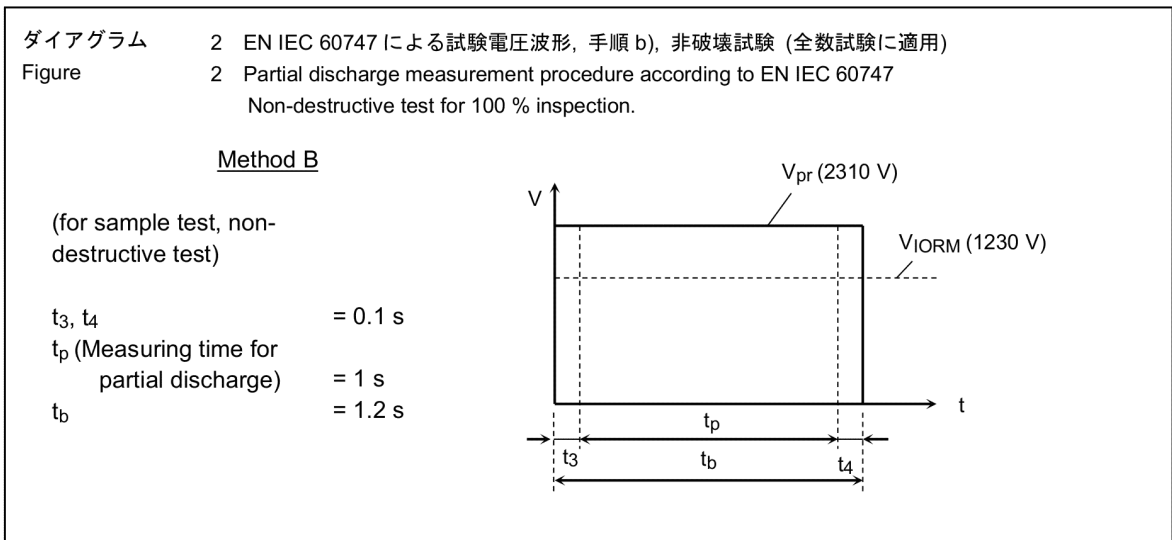 ダイアグラム 2 EN IEC 60747 による試験電圧波形, 手順 b), 非破壊試験 (全数試験に適用)
Figure 2 Partial discharge measurement procedure according to EN IEC 60747
Non-destructive test for 100 % inspection.
Method B
(for sample test, non-
destructive test)
t3, t4 = 0.1 s
tp (Measuring time for
partial discharge) = 1 s
tb = 1.2 s
Vpr (2310 V)
V
VIORM (1230 V)
t
tp
t3 tb t4